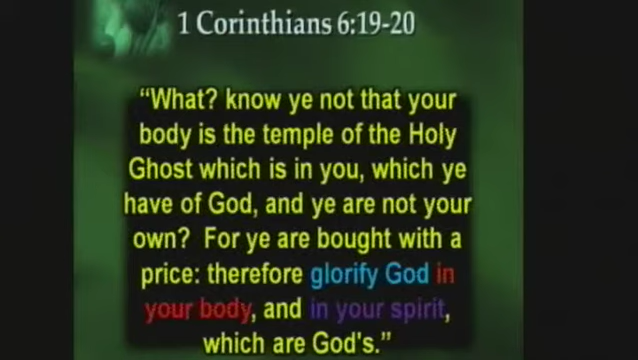 1 Corinthians 6:19-20
“What? know ye not that your
body is the temple of the Holy
Ghost which is in you, which ye
have of God, and ye are not your
own?  For ye are bought with a
price: therefore glorify God in
your body, and in your spirit,
which are God's.”